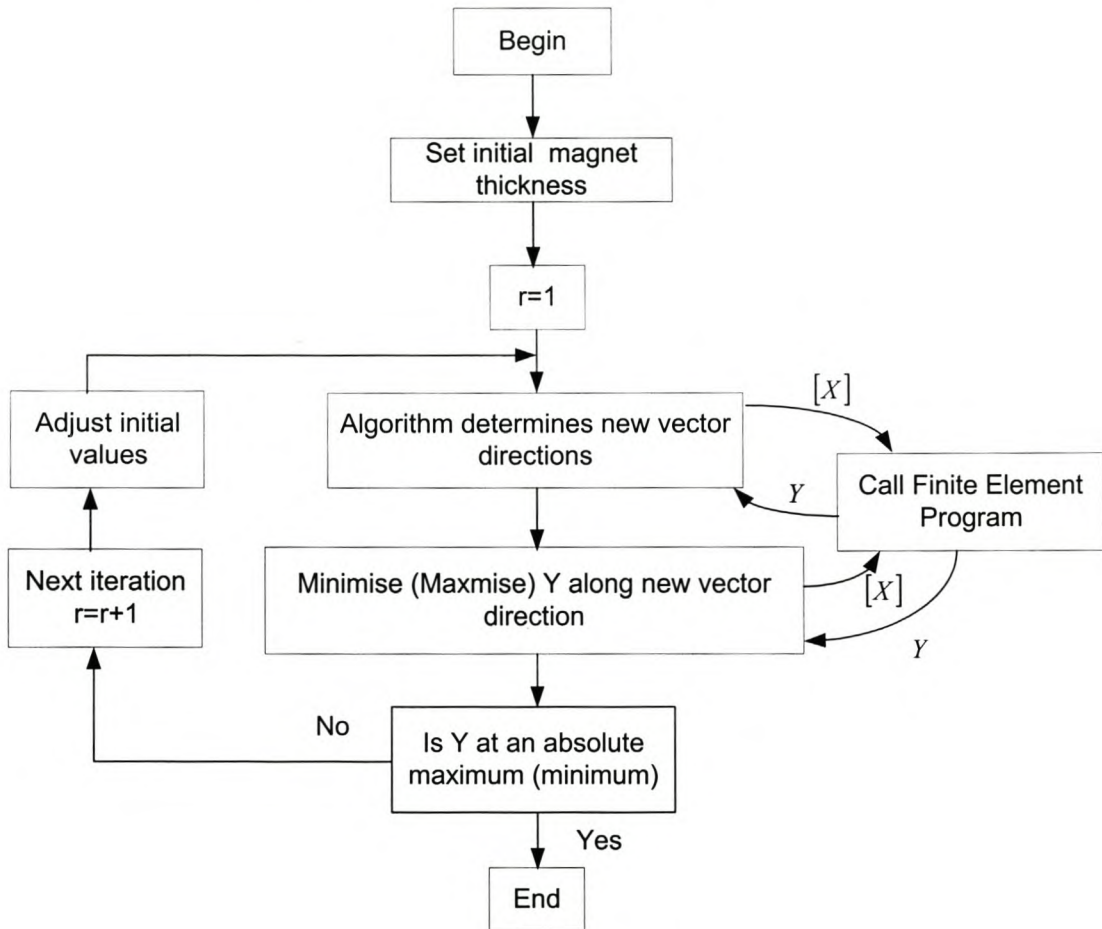 Begin
Set initial magnet
thickness
r=1
Adjust initial
values
Algorithm determines new vector
directions
[X]
Y
Call Finite Element
Program
Next iteration
r=r+1
Minimise (Maxmise) Y along new vector
direction
[X]
Y
No
Is Y at an absolute
maximum (minimum)
Yes
End